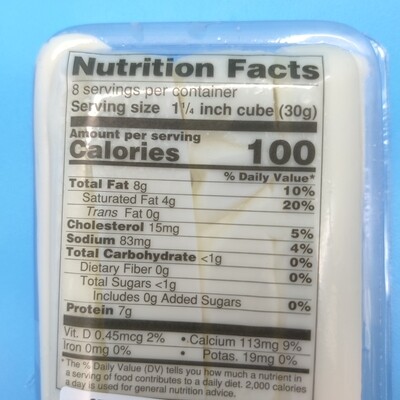 Nutrition Facts
8 servings per container
Serving size 1 1/4 inch cube (30g)
Amount per serving
Calories 100
% Daily Value*
Total Fat 8g 10%
Saturated Fat 4g 20%
Trans Fat 0g
Cholesterol 15mg 5%
Sodium 83mg 4%
Total Carbohydrate <1g 0%
Dietary Fiber 0g 0%
Total Sugars <1g
Includes 0g Added Sugars 0%
Protein 7g
Vit. D 0.45mcg 2% • Calcium 113mg 9%
Iron 0mg 0% • Potas. 19mg 0%
*The % Daily Value (DV) tells you how much a nutrient in
a serving of food contributes to a daily diet. 2,000 calories
a day is used for general nutrition advice.